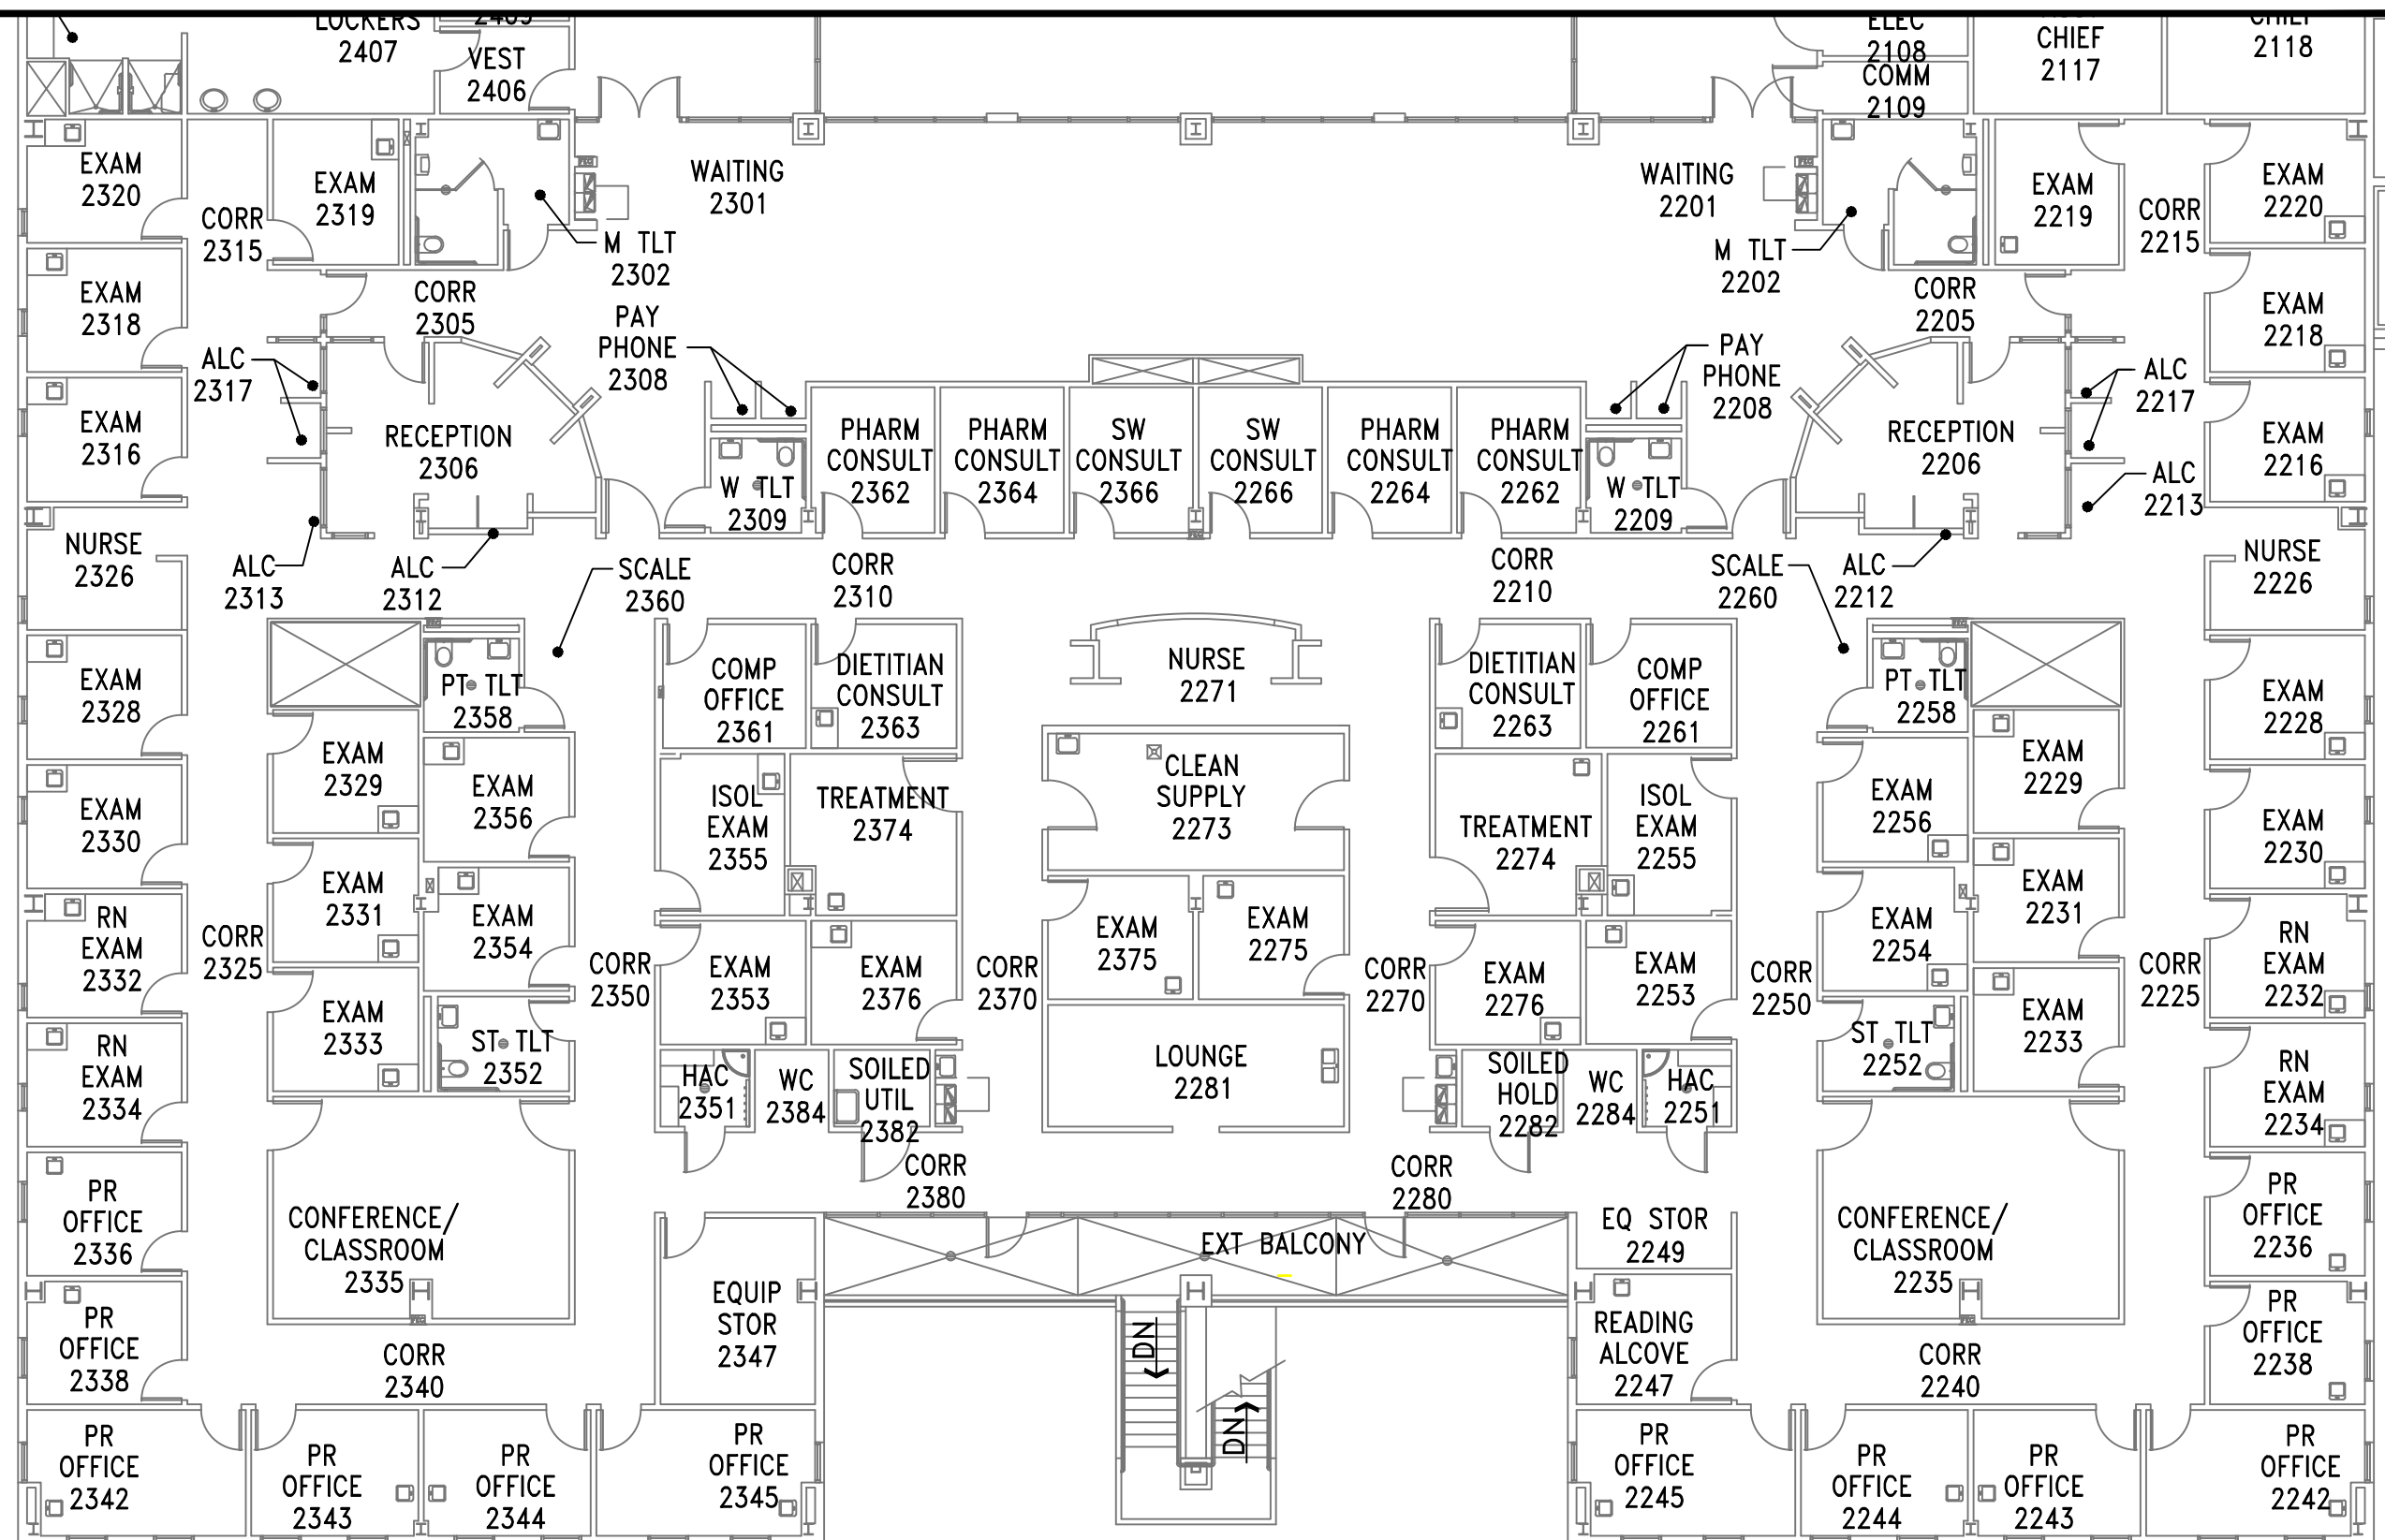 LOCKERS
2407
2405
VEST
2406
ELEC
2108
COMM
2109
CHIEF
2117
CHIEF
2118
EXAM
2320
CORR
2315
EXAM
2319
M TLT
2302
WAITING
2301
WAITING
2201
M TLT
2202
EXAM
2219
CORR
2215
EXAM
2220
EXAM
2318
CORR
2305
PAY
PHONE
2308
CORR
2205
EXAM
2218
ALC
2317
PAY
PHONE
2208
ALC
2217
EXAM
2316
RECEPTION
2306
W TLT
2309
PHARM
CONSULT
2362
PHARM
CONSULT
2364
SW
CONSULT
2366
SW
CONSULT
2266
PHARM
CONSULT
2264
PHARM
CONSULT
2262
W TLT
2209
RECEPTION
2206
ALC
2213
EXAM
2216
NURSE
2326
ALC
2313
ALC
2312
SCALE
2360
CORR
2310
CORR
2210
SCALE
2260
ALC
2212
NURSE
2226
EXAM
2328
PT TLT
2358
COMP
OFFICE
2361
DIETITIAN
CONSULT
2363
NURSE
2271
DIETITIAN
CONSULT
2263
COMP
OFFICE
2261
PT TLT
2258
EXAM
2228
EXAM
2329
EXAM
2356
EXAM
2330
ISOL
EXAM
2355
TREATMENT
2374
CLEAN
SUPPLY
2273
TREATMENT
2274
ISOL
EXAM
2255
EXAM
2256
EXAM
2229
EXAM
2230
EXAM
2331
EXAM
2354
RN
EXAM
2332
CORR
2325
CORR
2350
EXAM
2353
EXAM
2376
CORR
2370
EXAM
2375
EXAM
2275
CORR
2270
EXAM
2276
EXAM
2253
CORR
2250
EXAM
2254
EXAM
2231
CORR
2225
RN
EXAM
2232
RN
EXAM
2334
EXAM
2333
ST TLT
2352
HAC
2351
WC
2384
SOILED
UTIL
2382
LOUNGE
2281
SOILED
HOLD
2282
WC
2284
HAC
2251
ST TLT
2252
EXAM
2233
RN
EXAM
2234
PR
OFFICE
2336
CONFERENCE/
CLASSROOM
2335
CORR
2380
CORR
2280
EXT BALCONY
EQ STOR
2249
CONFERENCE/
CLASSROOM
2235
PR
OFFICE
2236
PR
OFFICE
2338
CORR
2340
EQUIP
STOR
2347
DN
DN
READING
ALCOVE
2247
CORR
2240
PR
OFFICE
2238
PR
OFFICE
2342
PR
OFFICE
2343
PR
OFFICE
2344
PR
OFFICE
2345
PR
OFFICE
2245
PR
OFFICE
2244
PR
OFFICE
2243
PR
OFFICE
2242